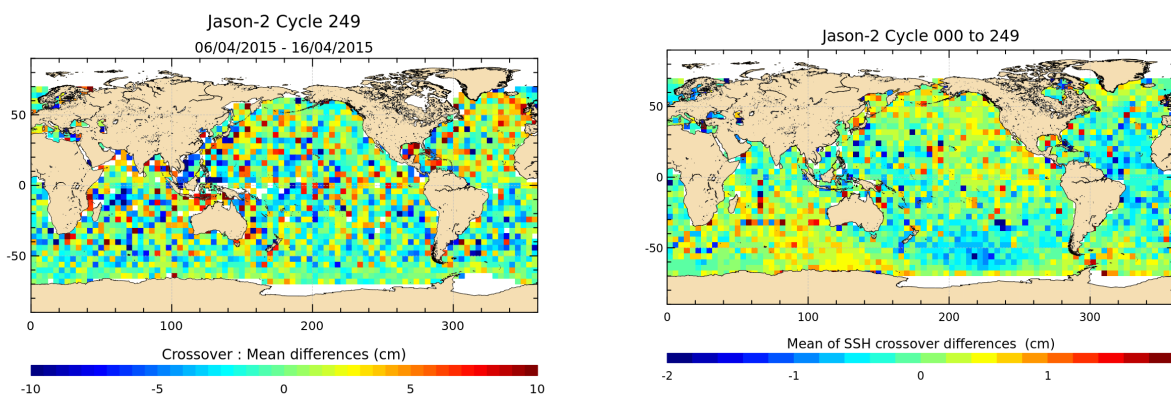 Jason-2 Cycle 249
06/04/2015 - 16/04/2015
50
0
-50
0 100 200 300
Crossover : Mean differences (cm)
-10 -5 0 5 10
Jason-2 Cycle 000 to 249
50
0
-50
0 100 200 300
Mean of SSH crossover differences (cm)
-2 -1 0 1